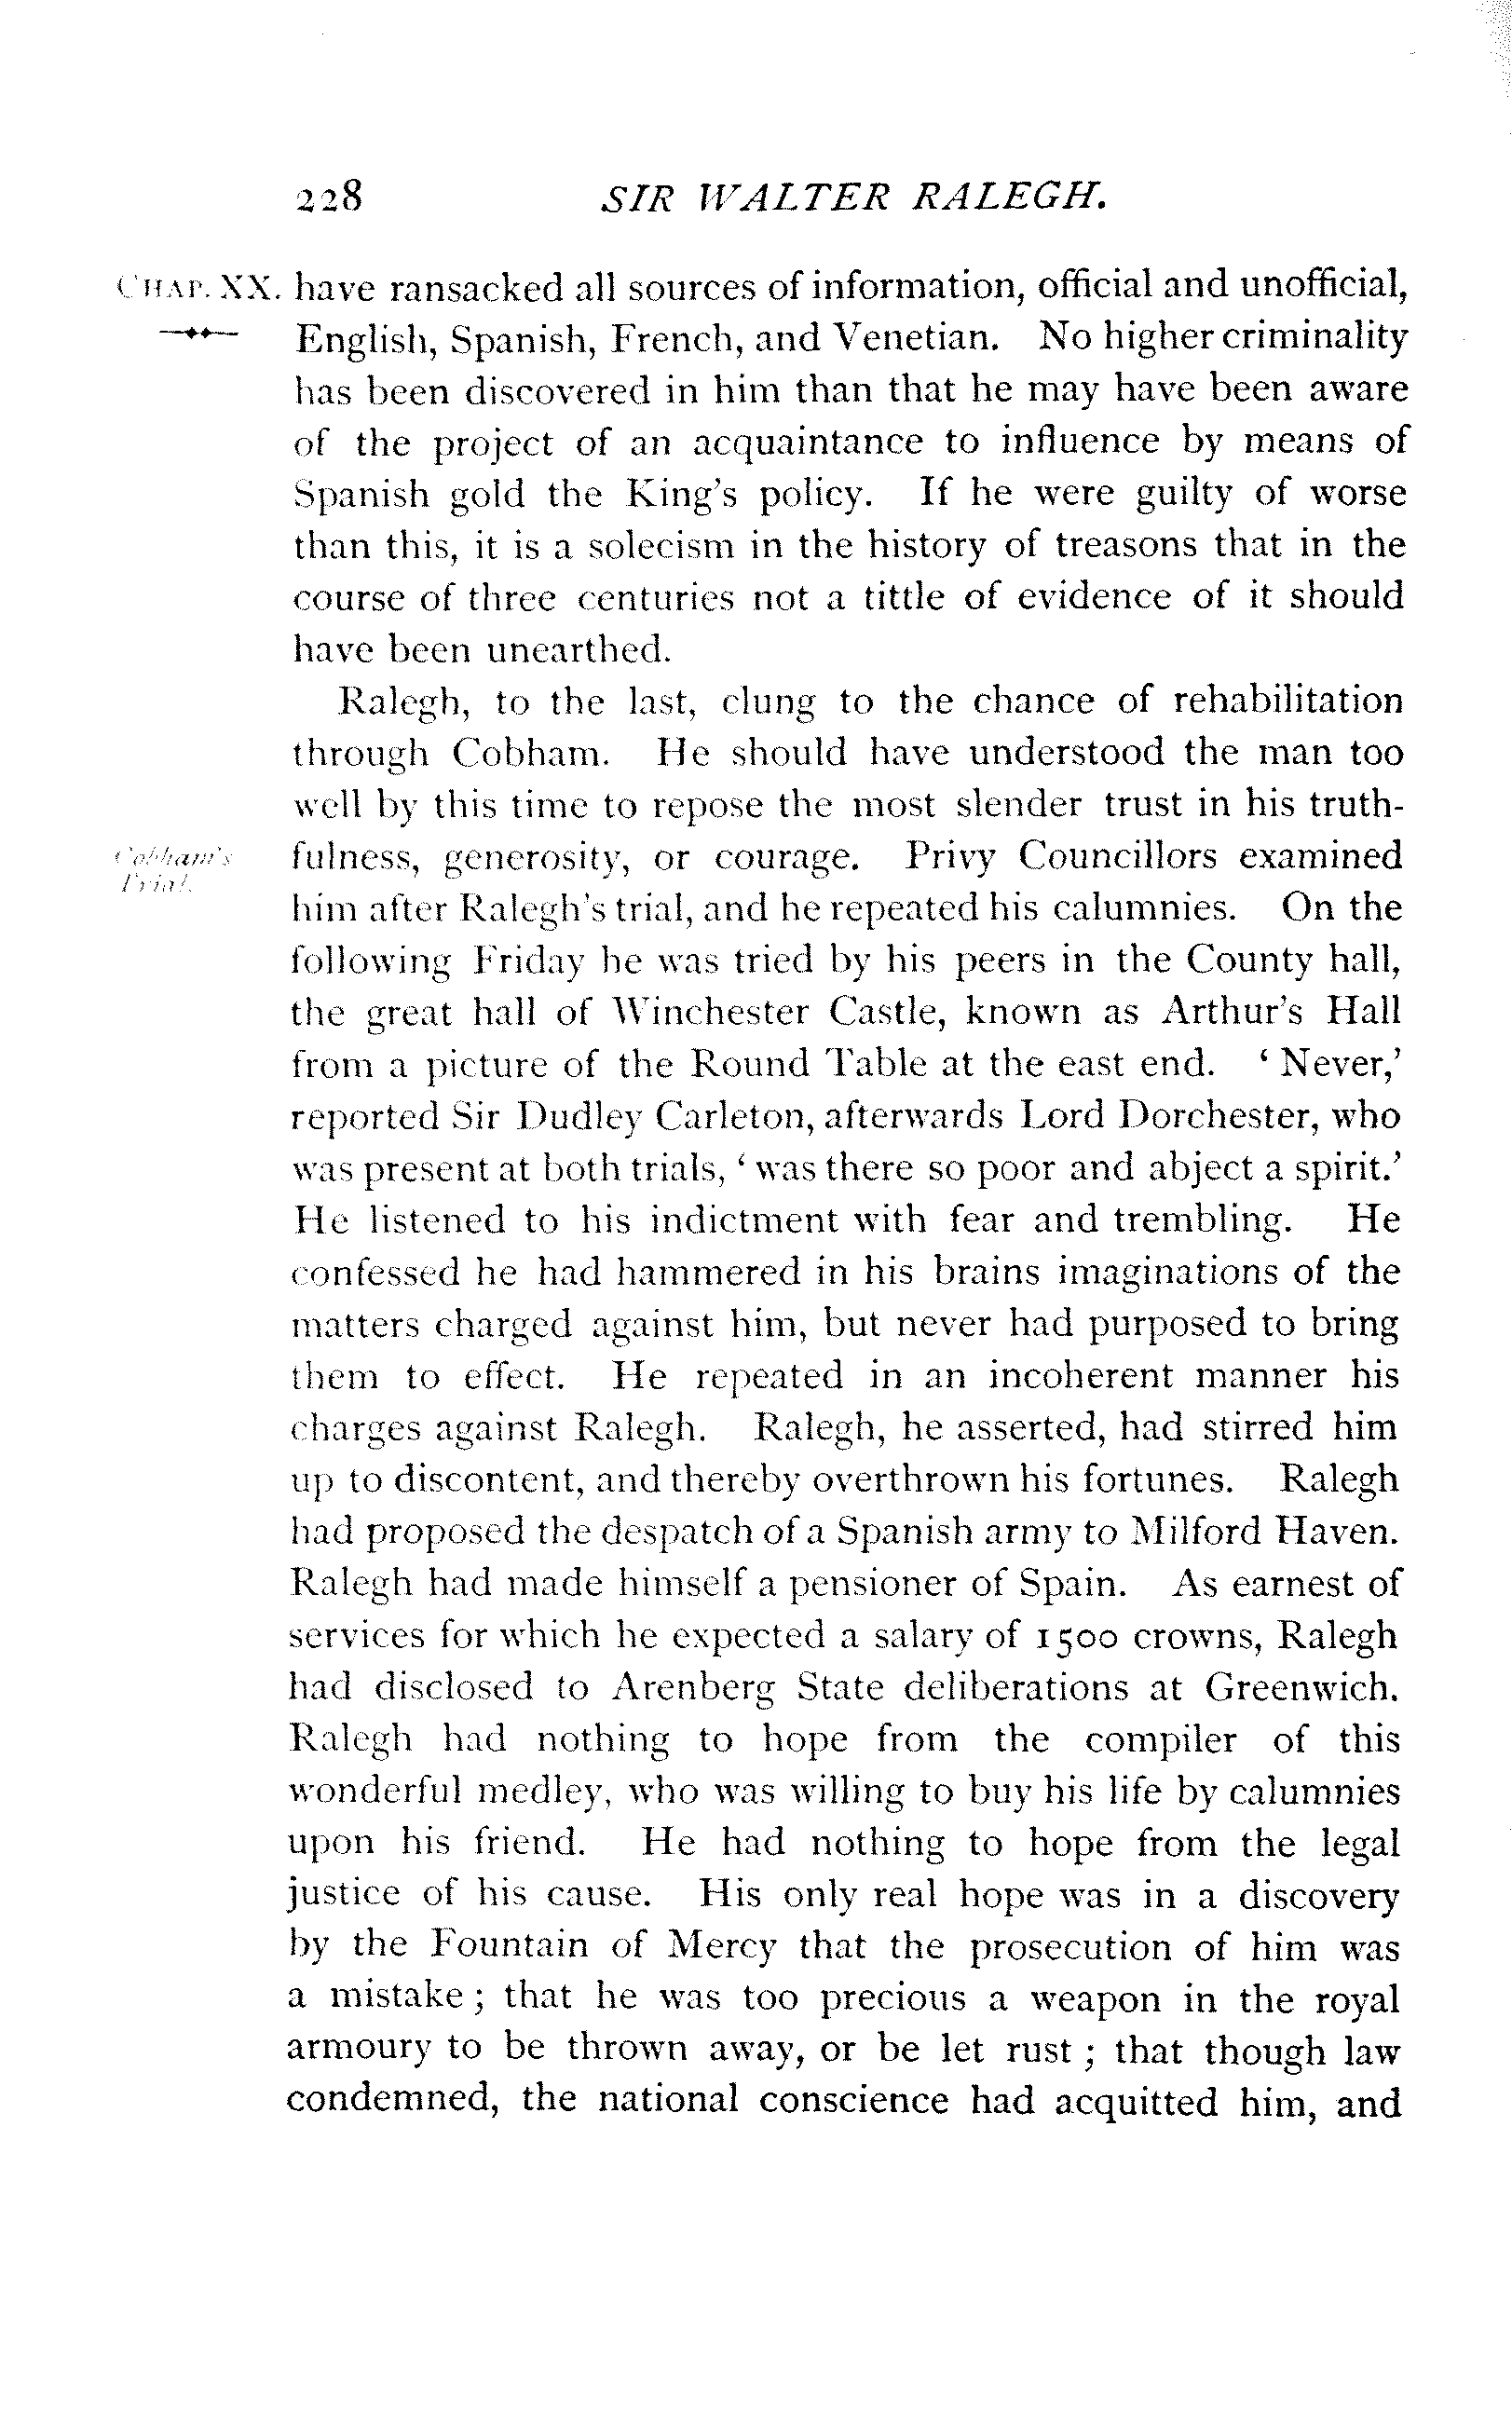 228 SIR WALTER RALEGH.
CHAP. XX. have ransacked all sources of information, official and unofficial,
English, Spanish, French, and Venetian. No higher criminality
has been discovered in him than that he may have been aware
of the project of an acquaintance to influence by means of
Spanish gold the King's policy. If he were guilty of worse
than this, it is a solecism in the history of treasons that in the
course of three centuries not a tittle of evidence of it should
have been unearthed.
Ralegh, to the last, clung to the chance of rehabilitation
through Cobham. He should have understood the man too
well by this time to repose the most slender trust in his truth-
Cobham's fulness, generosity, or courage. Privy Councillors examined
Trial.
him after Ralegh's trial, and he repeated his calumnies. On the
following Friday he was tried by his peers in the County hall,
the great hall of Winchester Castle, known as Arthur's Hall
from a picture of the Round Table at the east end. ' Never,'
reported Sir Dudley Carleton, afterwards Lord Dorchester, who
was present at both trials, ' was there so poor and abject a spirit.'
He listened to his indictment with fear and trembling. He
confessed he had hammered in his brains imaginations of the
matters charged against him, but never had purposed to bring
them to effect. He repeated in an incoherent manner his
charges against Ralegh. Ralegh, he asserted, had stirred him
up to discontent, and thereby overthrown his fortunes. Ralegh
had proposed the despatch of a Spanish army to Milford Haven.
Ralegh had made himself a pensioner of Spain. As earnest of
services for which he expected a salary of 1500 crowns, Ralegh
had disclosed to Arenberg State deliberations at Greenwich.
Ralegh had nothing to hope from the compiler of this
wonderful medley, who was willing to buy his life by calumnies
upon his friend. He had nothing to hope from the legal
justice of his cause. His only real hope was in a discovery
by the Fountain of Mercy that the prosecution of him was
a mistake ; that he was too precious a weapon in the royal
armoury to be thrown away, or be let rust ; that though law
condemned, the national conscience had acquitted him, and